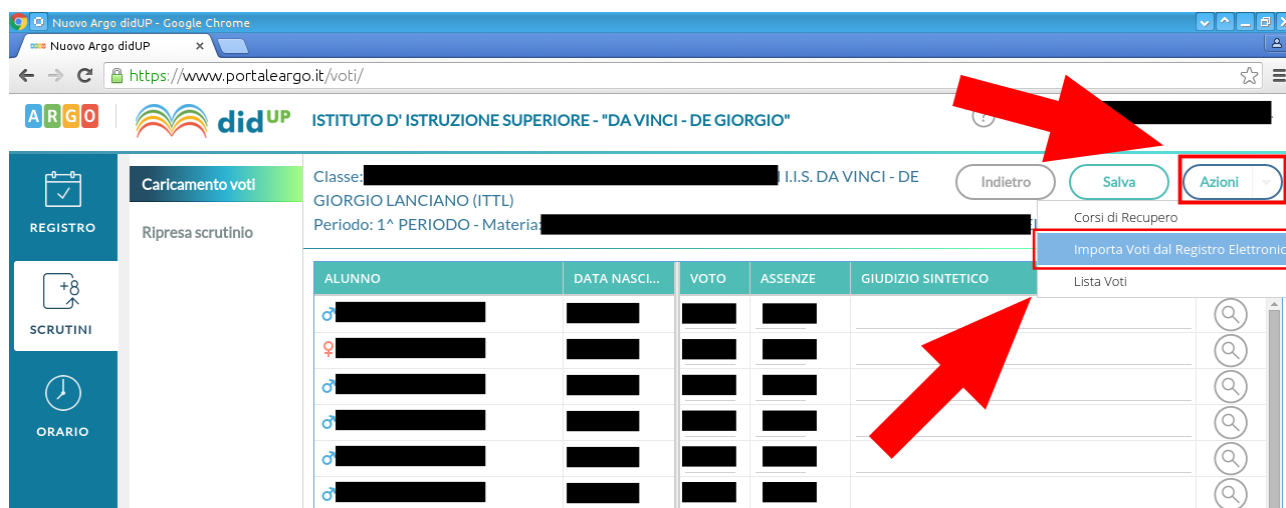 Nuovo Argo didUP - Google Chrome
Nuovo Argo didUP x
https://www.portaleargo.it/voti/
ARGO didUP ISTITUTO D' ISTRUZIONE SUPERIORE - "DA VINCI - DE GIORGIO" ?
REGISTRO
SCRUTINI
+8
ORARIO
Caricamento voti
Ripresa scrutinio
Classe: I.I.S. DA VINCI - DE
GIORGIO LANCIANO (ITTL)
Periodo: 1^ PERIODO - Materia:
Indietro Salva Azioni
Corsi di Recupero
Importa Voti dal Registro Elettronic
Lista Voti
ALUNNO DATA NASCI... VOTO ASSENZE GIUDIZIO SINTETICO